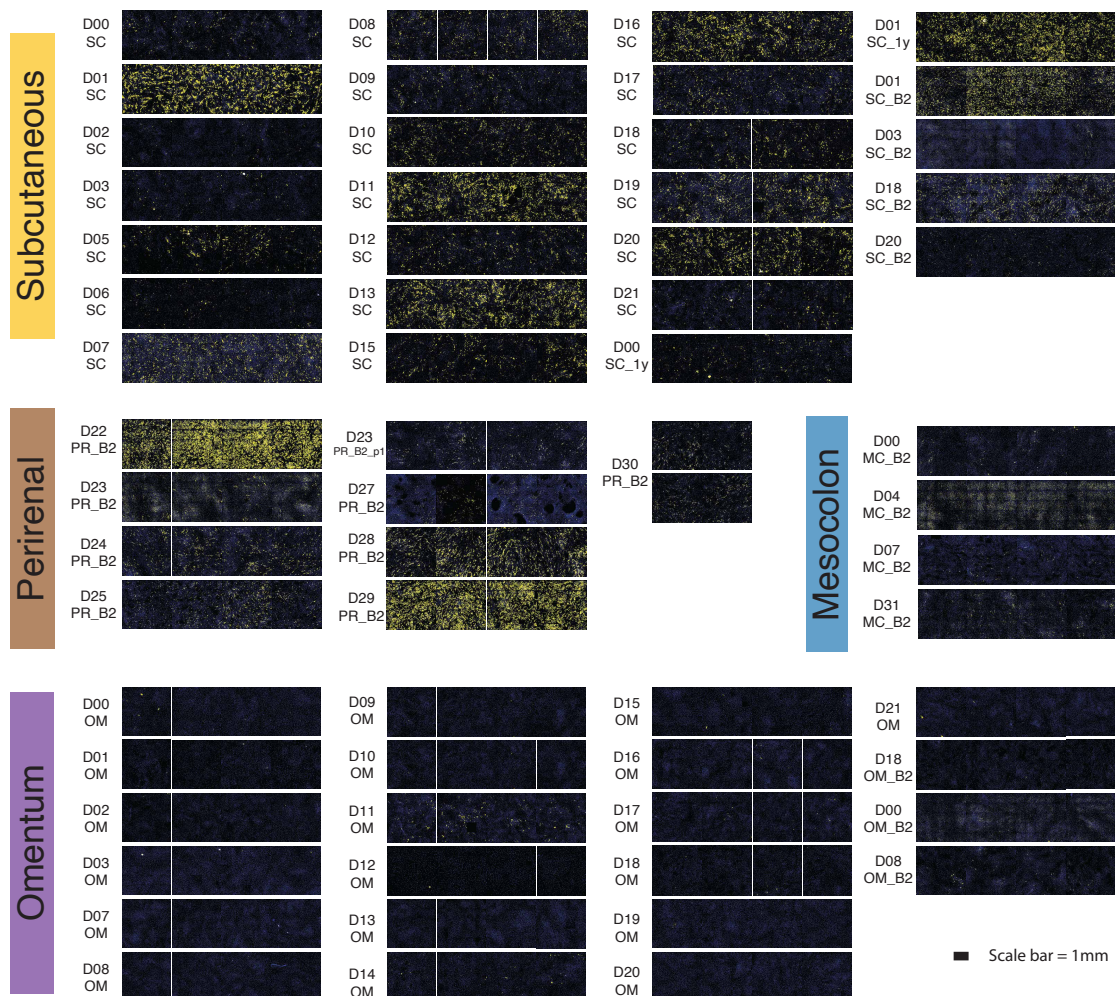 Subcutaneous
D00
SC
D01
SC
D02
SC
D03
SC
D05
SC
D06
SC
D07
SC
D08
SC
D09
SC
D10
SC
D11
SC
D12
SC
D13
SC
D15
SC
D16
SC
D17
SC
D18
SC
D19
SC
D20
SC
D21
SC
D00
SC_1y
D01
SC_1y
D01
SC_B2
D03
SC_B2
D18
SC_B2
D20
SC_B2
Perirenal
D22
PR_B2
D23
PR_B2
D24
PR_B2
D25
PR_B2
D23
PR_B2_p1
D27
PR_B2
D28
PR_B2
D29
PR_B2
D30
PR_B2
Mesocolon
D00
MC_B2
D04
MC_B2
D07
MC_B2
D31
MC_B2
Omentum
D00
OM
D01
OM
D02
OM
D03
OM
D07
OM
D08
OM
D09
OM
D10
OM
D11
OM
D12
OM
D13
OM
D14
OM
D15
OM
D16
OM
D17
OM
D18
OM
D19
OM
D20
OM
D21
OM
D18
OM_B2
D00
OM_B2
D08
OM_B2
Scale bar = 1mm